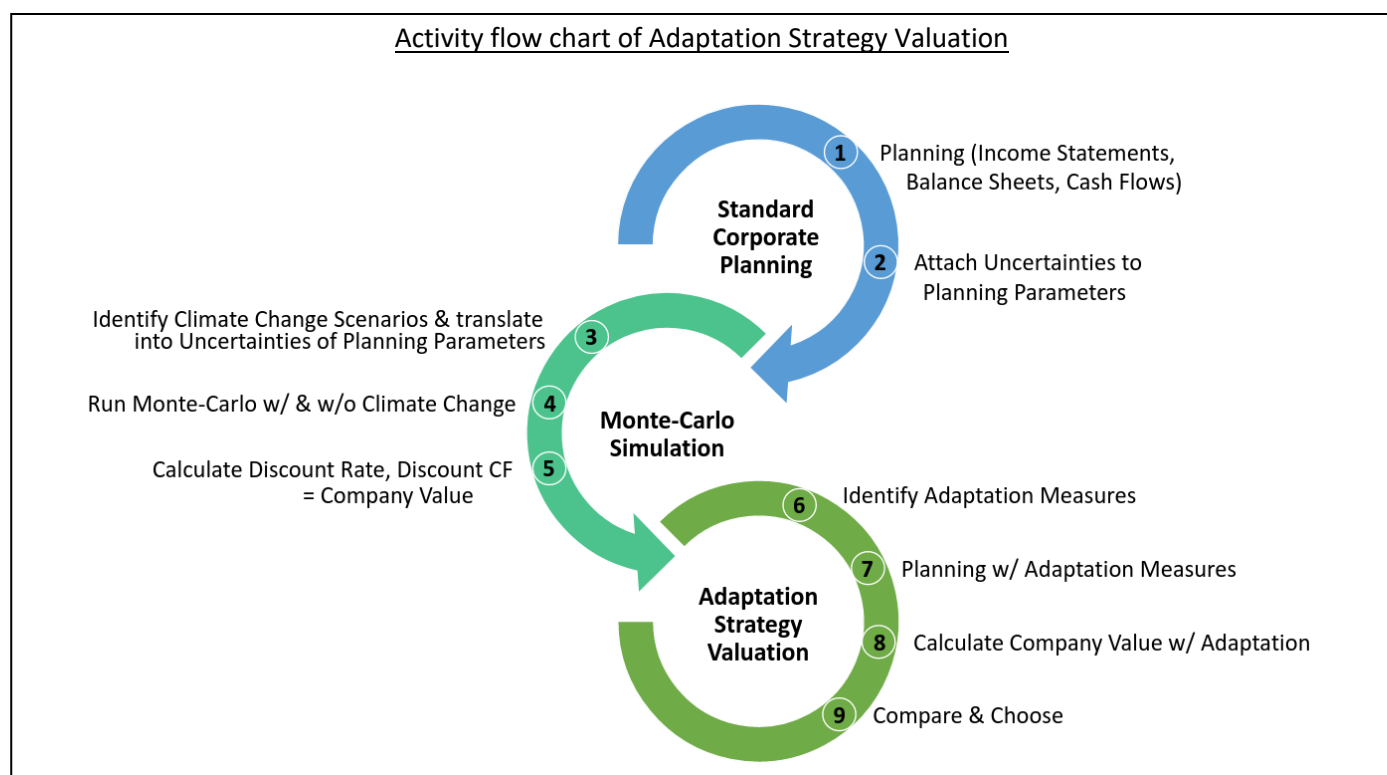 Activity flow chart of Adaptation Strategy Valuation
1
Planning (Income Statements,
Balance Sheets, Cash Flows)
Standard
Corporate
Planning
2
Attach Uncertainties to
Planning Parameters
Identify Climate Change Scenarios & translate
into Uncertainties of Planning Parameters
3
Run Monte-Carlo w/ & w/o Climate Change
4
Monte-Carlo
Simulation
Calculate Discount Rate, Discount CF
= Company Value
5
6
Identify Adaptation Measures
7
Planning w/ Adaptation Measures
Adaptation
Strategy
Valuation
8
Calculate Company Value w/ Adaptation
9
Compare & Choose